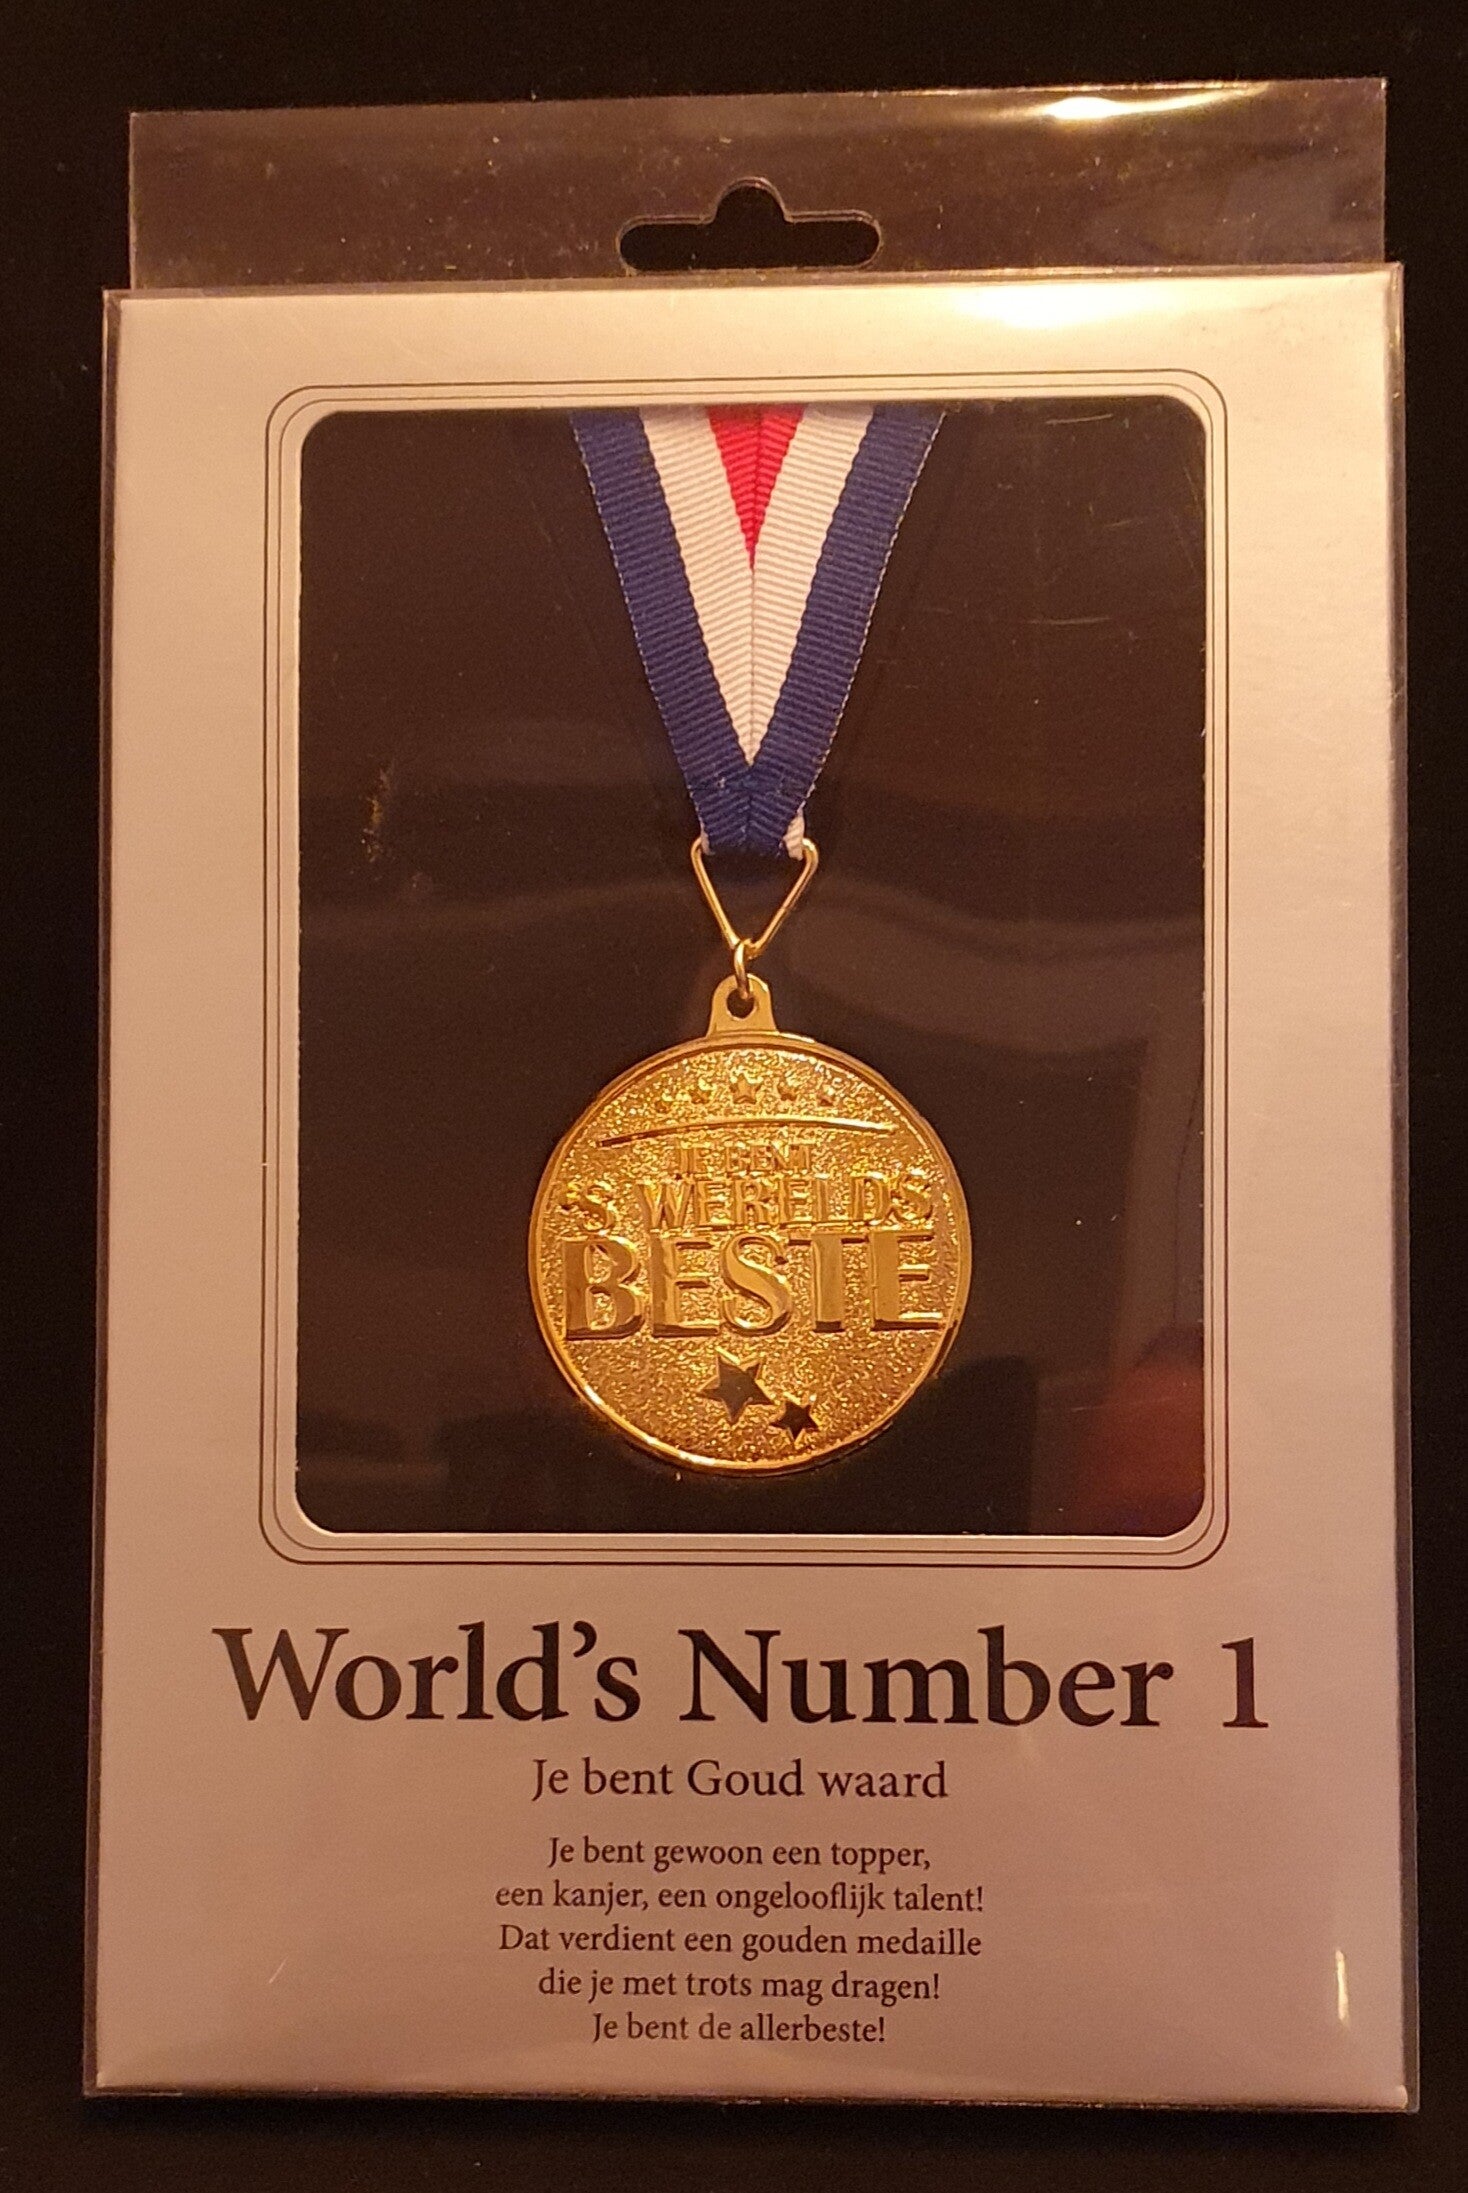 JE BENT
'S WERELDS
BESTE
World's Number 1
Je bent Goud waard
Je bent gewoon een topper,
een kanjer, een ongelooflijk talent!
Dat verdient een gouden medaille
die je met trots mag dragen!
Je bent de allerbeste!